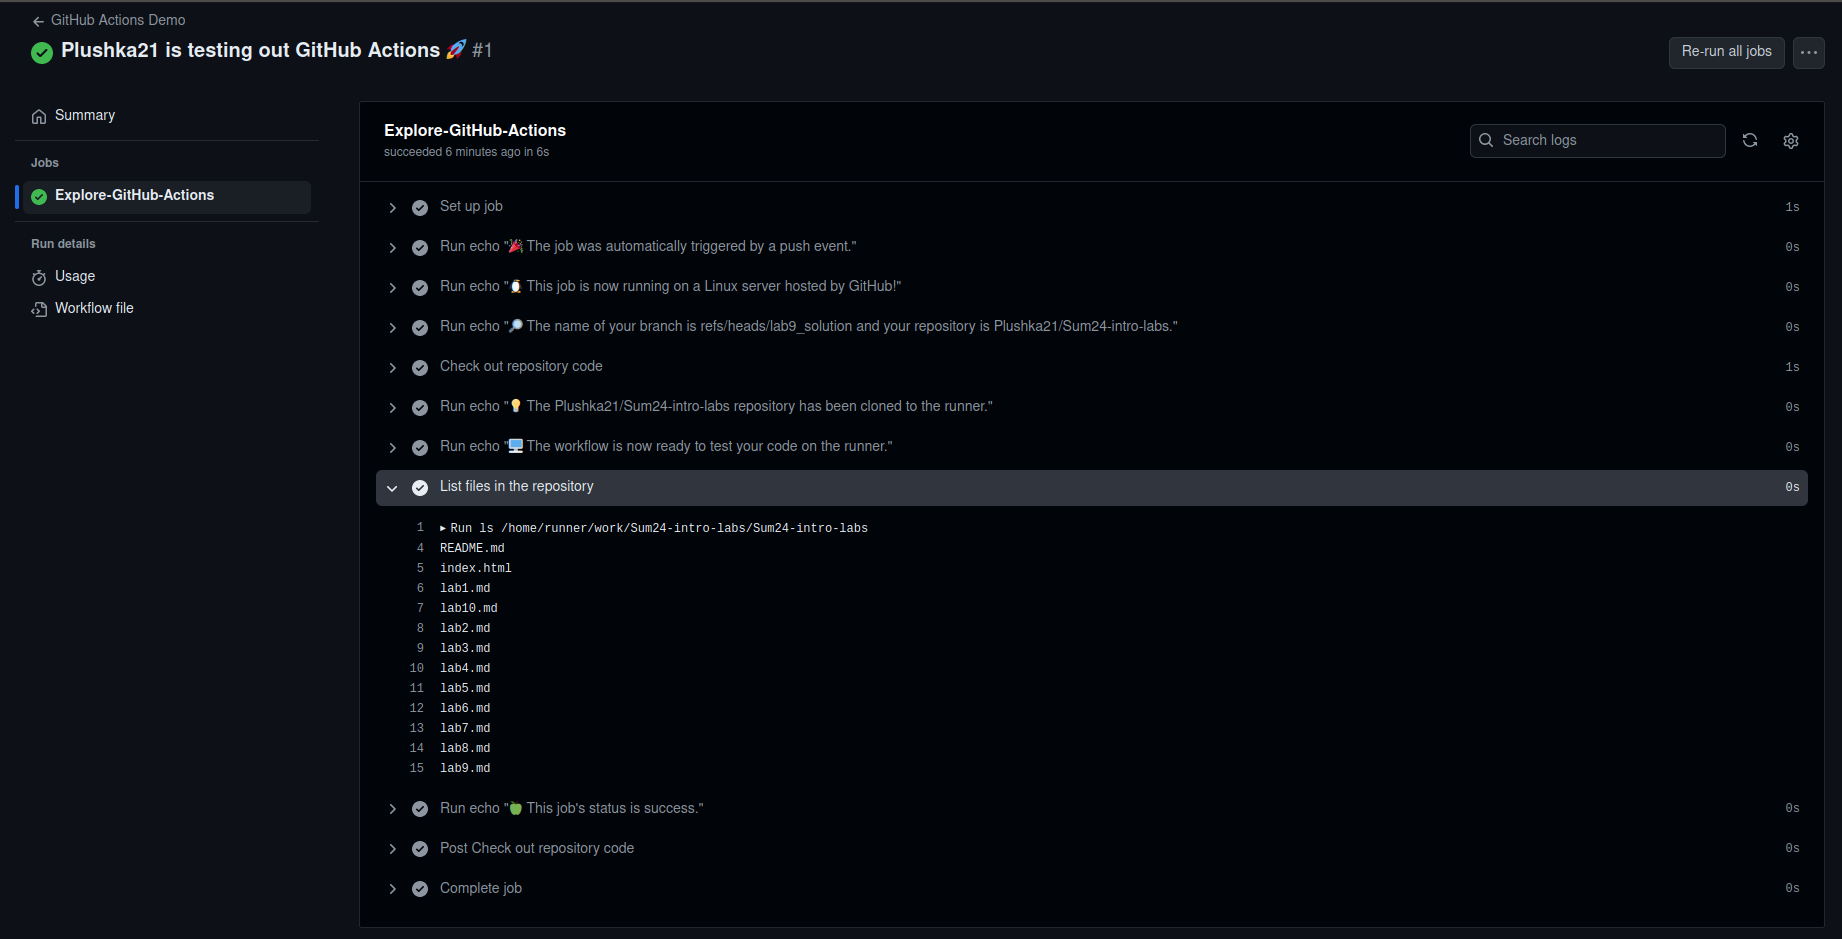 GitHub Actions Demo
Plushka21 is testing out GitHub Actions 🚀 #1
Re-run all jobs
Summary
Jobs
Explore-GitHub-Actions
Run details
Usage
Workflow file
Explore-GitHub-Actions
succeeded 6 minutes ago in 6s
Search logs
Set up job 1s
Run echo "🎉 The job was automatically triggered by a push event." 0s
Run echo "🐧 This job is now running on a Linux server hosted by GitHub!" 0s
Run echo "🔎 The name of your branch is refs/heads/lab9_solution and your repository is Plushka21/Sum24-intro-labs." 0s
Check out repository code 1s
Run echo "💡 The Plushka21/Sum24-intro-labs repository has been cloned to the runner." 0s
Run echo "🖥️ The workflow is now ready to test your code on the runner." 0s
List files in the repository 0s
1 ▸ Run ls /home/runner/work/Sum24-intro-labs/Sum24-intro-labs
4 README.md
5 index.html
6 lab1.md
7 lab10.md
8 lab2.md
9 lab3.md
10 lab4.md
11 lab5.md
12 lab6.md
13 lab7.md
14 lab8.md
15 lab9.md
Run echo "🍏 This job's status is success." 0s
Post Check out repository code 0s
Complete job 0s